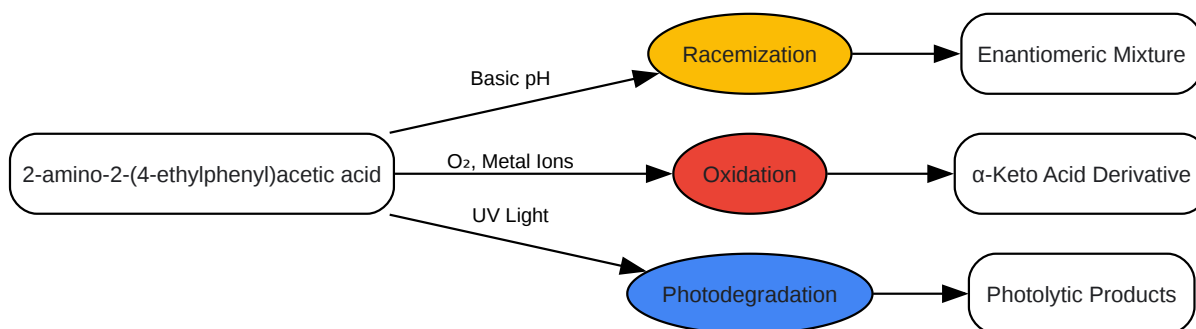 Racemization
Enantiomeric Mixture
Basic pH
2-amino-2-(4-ethylphenyl)acetic acid
O₂, Metal Ions
Oxidation
α-Keto Acid Derivative
UV Light
Photodegradation
Photolytic Products